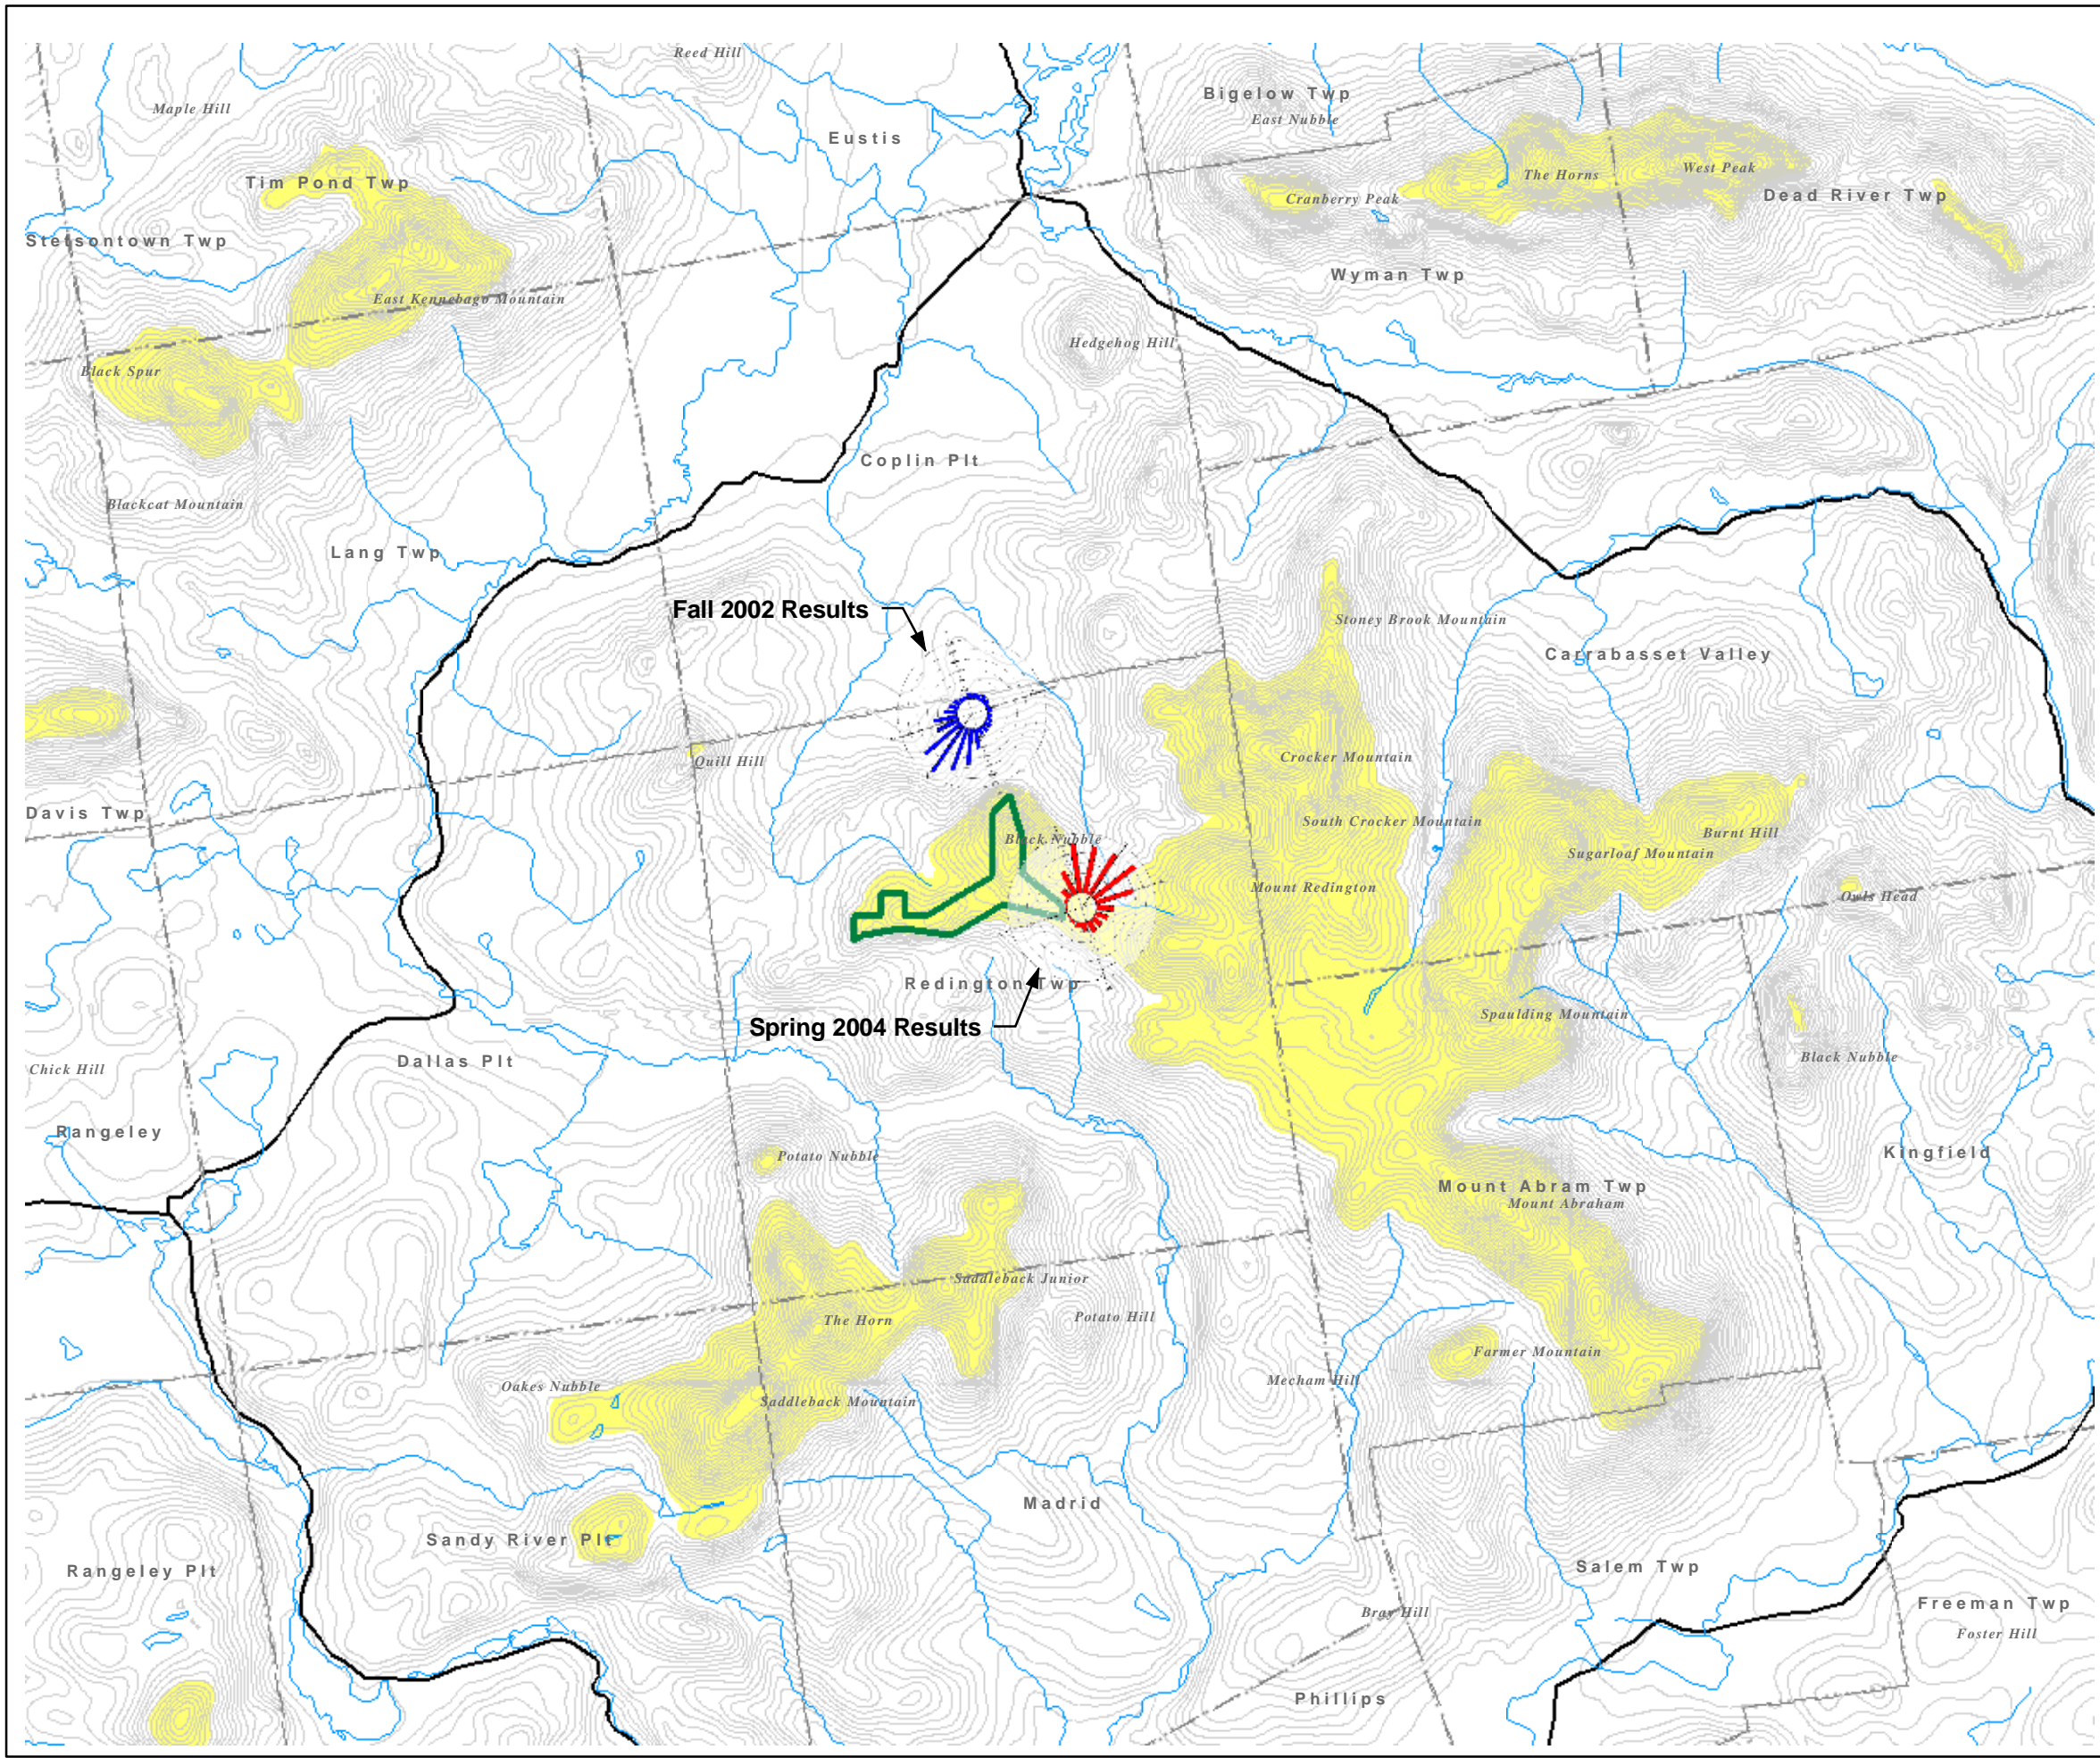 Reed Hill
Bigelow Twp
Maple Hill
East Nubble
Eustis
The Horns
West Peak
Tim Pond Twp
Cranberry Peak
Dead River Twp
Stetsontown Twp
Wyman Twp
East Kennebago Mountain
Hedgehog Hill
Black Spur
Coplin Plt
Blackcat Mountain
Lang Twp
Fall 2002 Results
Stoney Brook Mountain
Carrabasset Valley
Crocker Mountain
Quill Hill
Davis Twp
South Crocker Mountain
Burnt Hill
Black Nubble
Sugarloaf Mountain
Mount Redington
Owls Head
Redington Twp
Spaulding Mountain
Spring 2004 Results
Black Nubble
Dallas Plt
Chick Hill
Rangeley
Potato Nubble
Kingfield
Mount Abram Twp
Mount Abraham
Saddleback Junior
The Horn
Potato Hill
Farmer Mountain
Oakes Nubble
Mecham Hill
Saddleback Mountain
Madrid
Sandy River Plt
Rangeley Plt
Salem Twp
Freeman Twp
Bray Hill
Foster Hill
Phillips